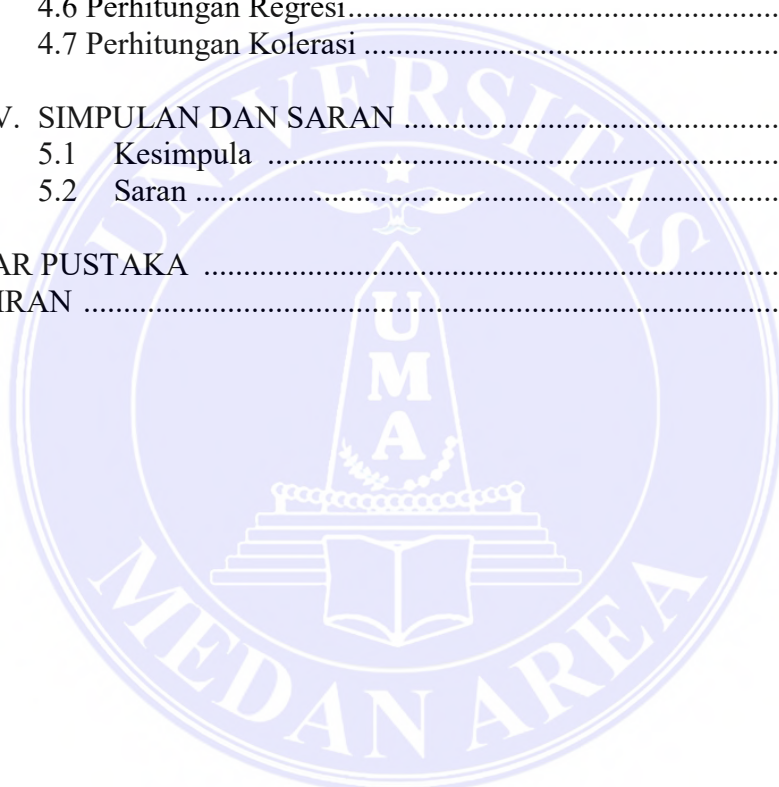 4.6 Perhitungan Regresi
4.7 Perhitungan Kolerasi
V. SIMPULAN DAN SARAN
5.1 Kesimpula
5.2 Saran
AR PUSTAKA
IRAN
UNIVERSITAS
UMA
MEDAN AREA